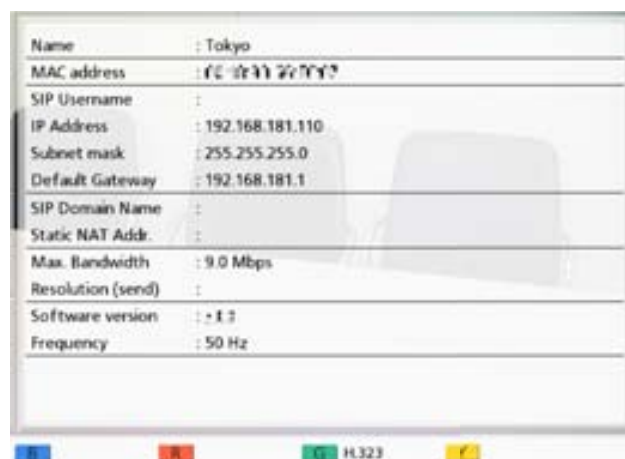 Name : Tokyo
MAC address :
SIP Username :
IP Address : 192.168.181.110
Subnet mask : 255.255.255.0
Default Gateway : 192.168.181.1
SIP Domain Name :
Static NAT Addr. :
Max. Bandwidth : 9.0 Mbps
Resolution (send) :
Software version :
Frequency : 50 Hz
B R G H.323 Y